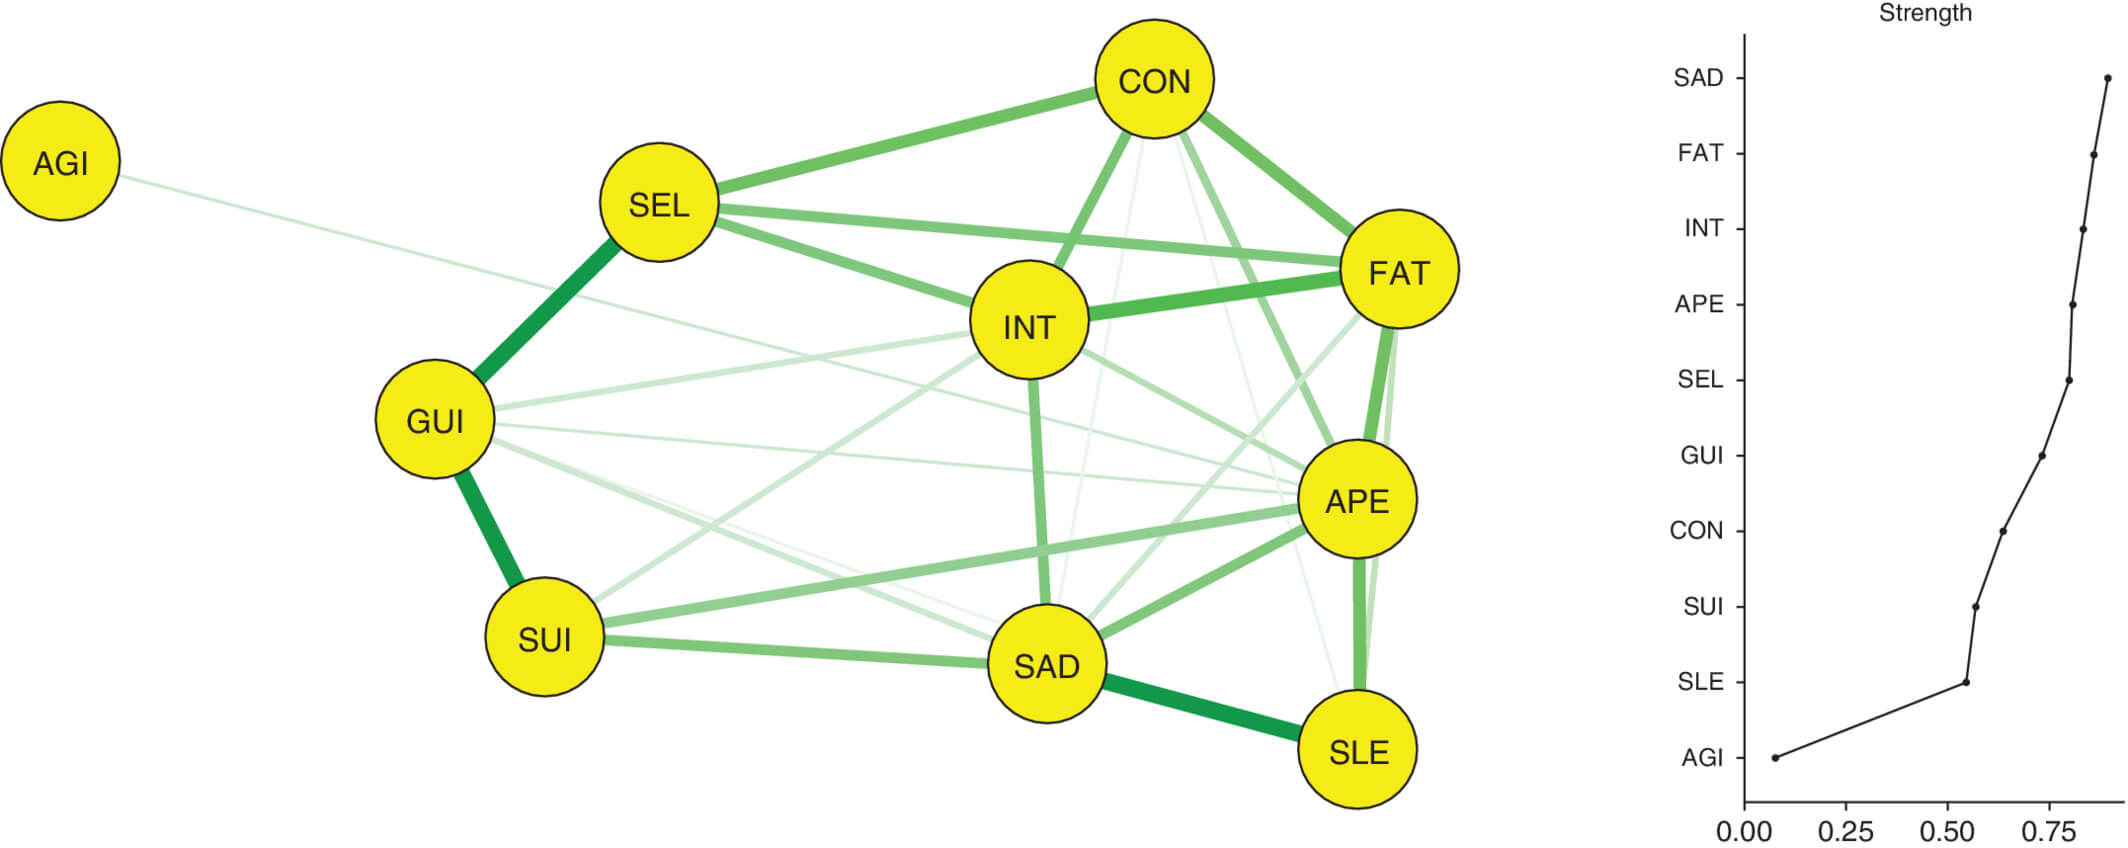 CON
AGI
SEL
FAT
INT
GUI
APE
SUI
SAD
SLE
Strength
SAD
FAT
INT
APE
SEL
GUI
CON
SUI
SLE
AGI
0.00 0.25 0.50 0.75